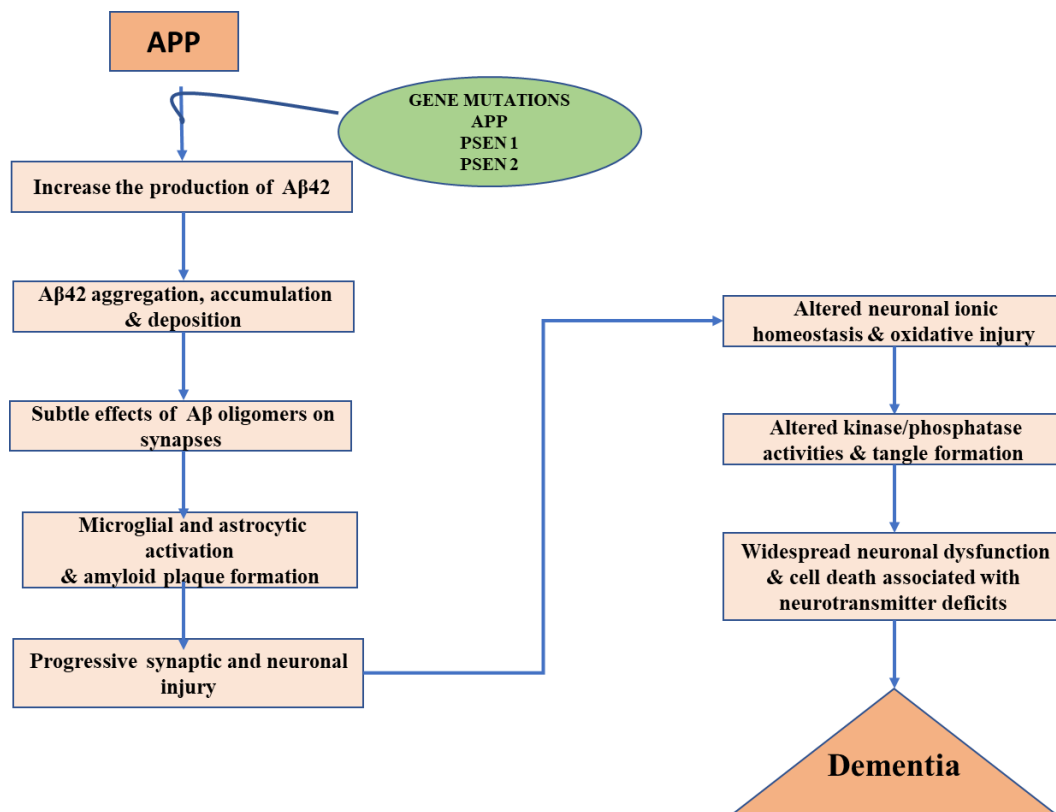 APP
GENE MUTATIONS
APP
PSEN 1
PSEN 2
Increase the production of Aβ42
Aβ42 aggregation, accumulation
& deposition
Subtle effects of Aβ oligomers on
synapses
Microglial and astrocytic
activation
& amyloid plaque formation
Progressive synaptic and neuronal
injury
Altered neuronal ionic
homeostasis & oxidative injury
Altered kinase/phosphatase
activities & tangle formation
Widespread neuronal dysfunction
& cell death associated with
neurotransmitter deficits
Dementia